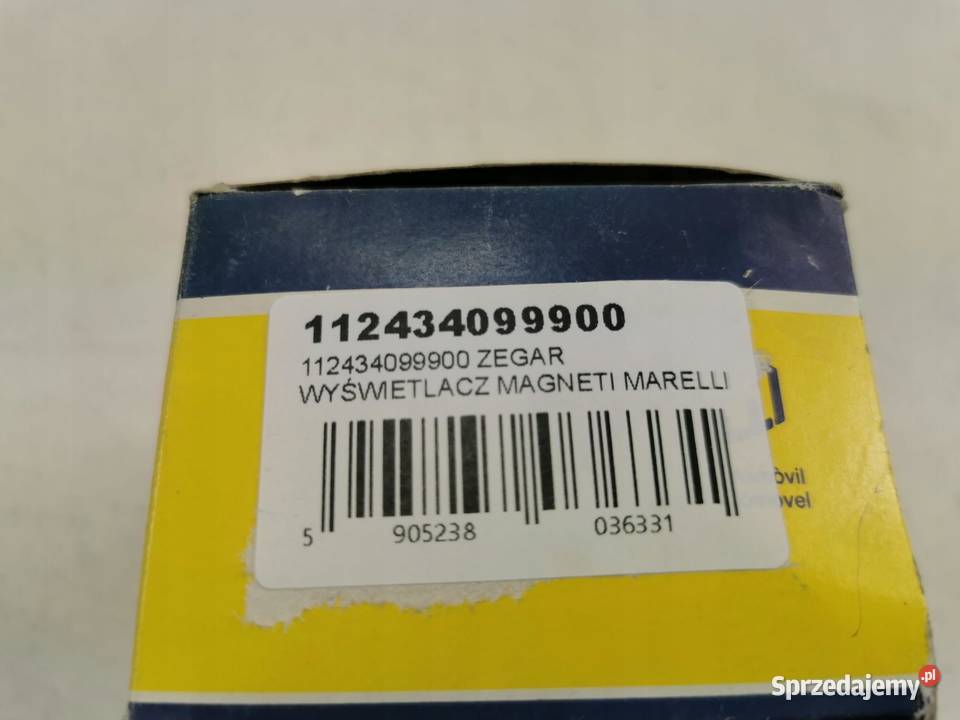 112434099900
112434099900 ZEGAR
WYŚWIETLACZ MAGNETI MARELLI
5 905238 036331
Sprzedajemy.pl